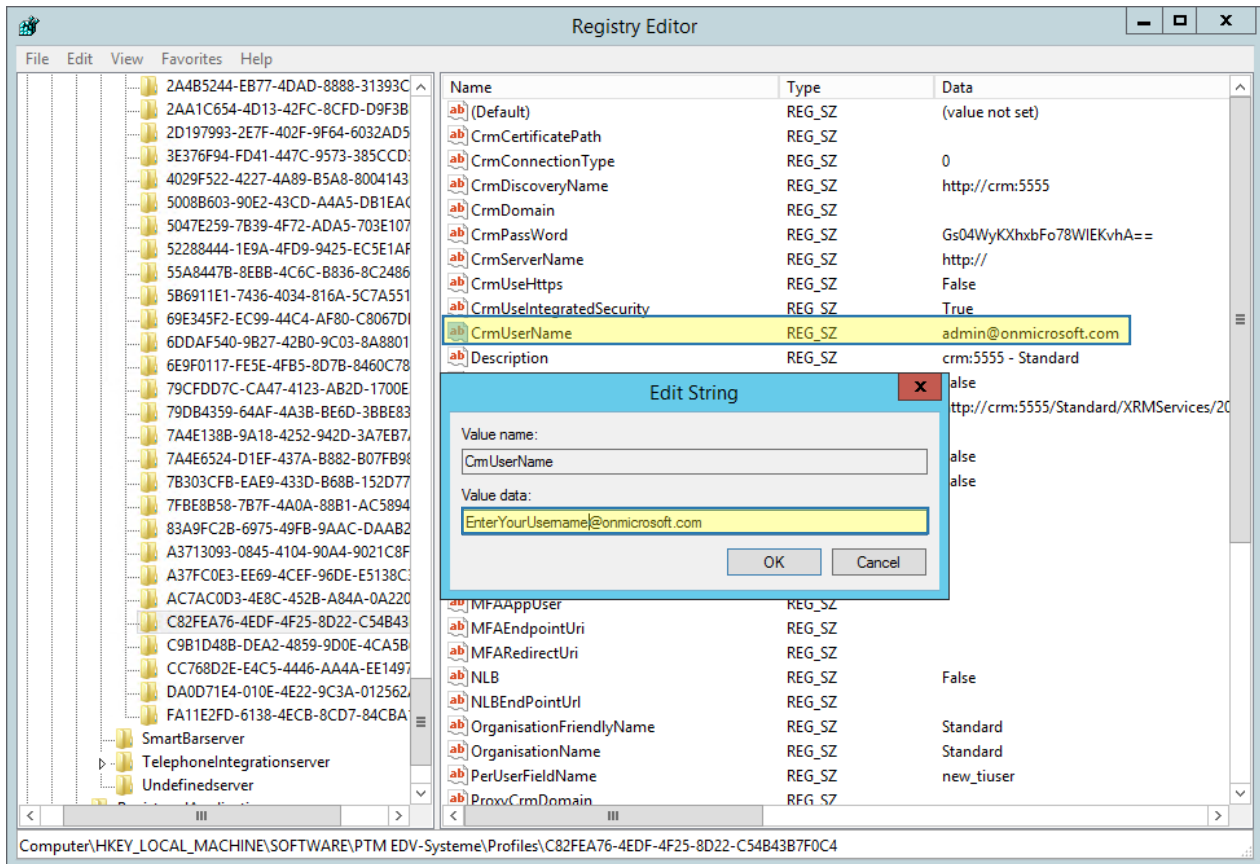 Registry Editor
File Edit View Favorites Help
2A4B5244-EB77-4DAD-8888-31393C
2AA1C654-4D13-42FC-8CFD-D9F3B
2D197993-2E7F-402F-9F64-6032AD5
3E376F94-FD41-447C-9573-385CCD
4029F522-4227-4A89-B5A8-8004143
5008B603-90E2-43CD-A4A5-DB1EA
5047E259-7B39-4F72-ADA5-703E107
52288444-1E9A-4FD9-9425-EC5E1AF
55A8447B-8EBB-4C6C-B836-8C2486
5B6911E1-7436-4034-816A-5C7A551
69E345F2-EC99-44C4-AF80-C8067D
6DDAF540-9B27-42B0-9C03-8A8801
6E9F0117-FE5E-4FB5-8D7B-8460C78
79CFDD7C-CA47-4123-AB2D-1700E
79DB4359-64AF-4A3B-BE6D-3BBE83
7A4E138B-9A18-4252-942D-3A7EB7
7A4E6524-D1EF-437A-B882-B07FB98
7B303CFB-EAE9-433D-B68B-152D77
7FBE8B58-7B7F-4A0A-88B1-AC5894
83A9FC2B-6975-49FB-9AAC-DAAB2
A3713093-0845-4104-90A4-9021C8F
A37FC0E3-EE69-4CEF-96DE-E5138C
AC7AC0D3-4E8C-452B-A84A-0A220
C82FEA76-4EDF-4F25-8D22-C54B43
C9B1D48B-DEA2-4859-9D0E-4CA5B
CC768D2E-E4C5-4446-AA4A-EE1497
DA0D71E4-010E-4E22-9C3A-012562
FA11E2FD-6138-4ECB-8CD7-84CBA
SmartBarserver
TelephoneIntegrationserver
Undefinedserver
Name Type Data
(Default) REG_SZ (value not set)
CrmCertificatePath REG_SZ
CrmConnectionType REG_SZ 0
CrmDiscoveryName REG_SZ http://crm:5555
CrmDomain REG_SZ
CrmPassWord REG_SZ Gs04WyKXhxbFo78WIEKvhA==
CrmServerName REG_SZ http://
CrmUseHttps REG_SZ False
CrmUseIntegratedSecurity REG_SZ True
CrmUserName REG_SZ admin@onmicrosoft.com
Description REG_SZ crm:5555 - Standard
alse
ttp://crm:5555/Standard/XRMServices/20
alse
alse
Edit String
Value name:
CrmUserName
Value data:
EnterYourUsername@onmicrosoft.com
OK Cancel
MFAAppUser REG_SZ
MFAEndpointUri REG_SZ
MFARedirectUri REG_SZ
NLB REG_SZ False
NLBEndPointUrl REG_SZ
OrganisationFriendlyName REG_SZ Standard
OrganisationName REG_SZ Standard
PerUserFieldName REG_SZ new_tiuser
ProxyCrmDomain REG_SZ
Computer\HKEY_LOCAL_MACHINE\SOFTWARE\PTM EDV-Systeme\Profiles\C82FEA76-4EDF-4F25-8D22-C54B43B7F0C4